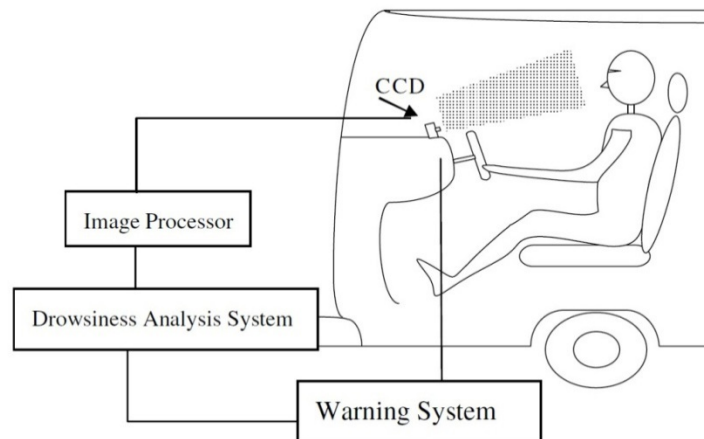 CCD
Image Processor
Drowsiness Analysis System
Warning System